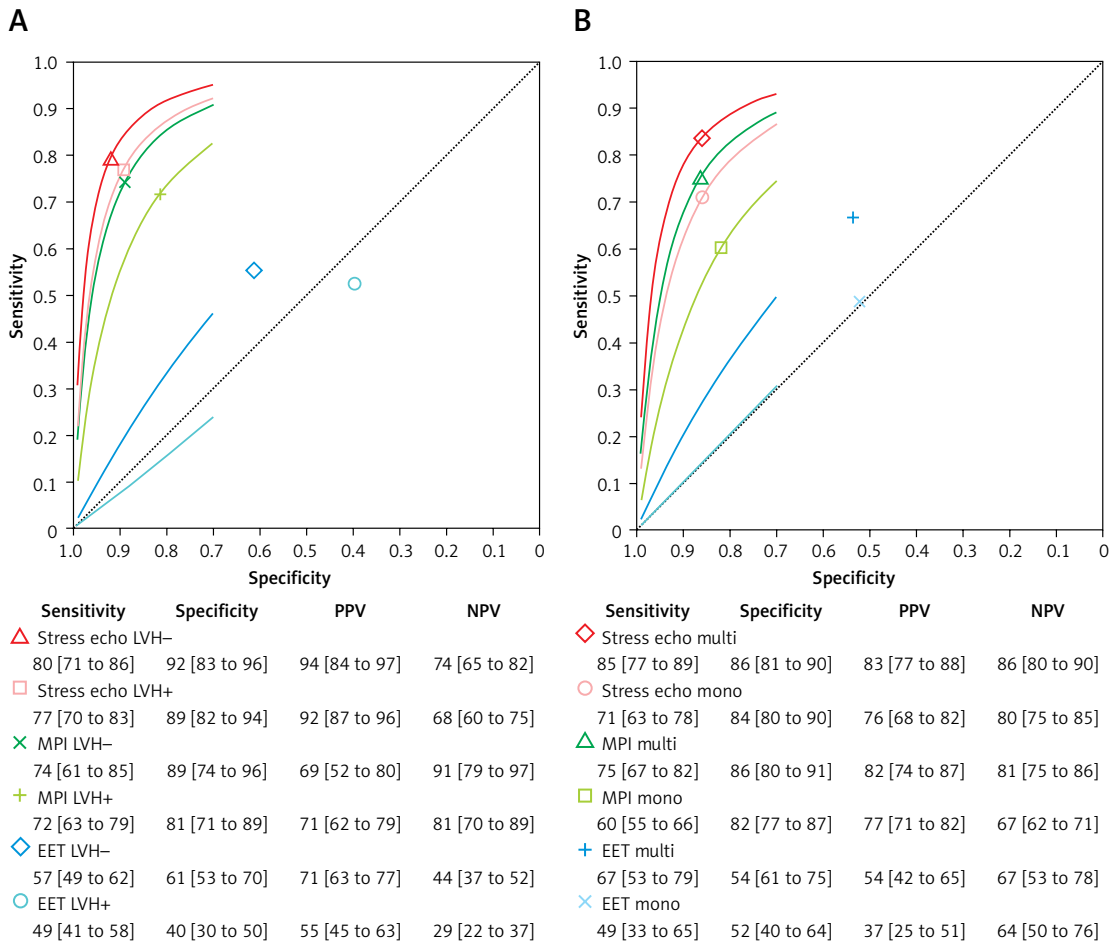 A
1.0
0.9
0.8
0.7
0.6
0.5
0.4
0.3
0.2
0.1
0
Sensitivity
1.0 0.9 0.8 0.7 0.6 0.5 0.4 0.3 0.2 0.1 0
Specificity
Sensitivity Specificity PPV NPV
Stress echo LVH–
80 [71 to 86] 92 [83 to 96] 94 [84 to 97] 74 [65 to 82]
Stress echo LVH+
77 [70 to 83] 89 [82 to 94] 92 [87 to 96] 68 [60 to 75]
MPI LVH–
74 [61 to 85] 89 [74 to 96] 69 [52 to 80] 91 [79 to 97]
MPI LVH+
72 [63 to 79] 81 [71 to 89] 71 [62 to 79] 81 [70 to 89]
EET LVH–
57 [49 to 62] 61 [53 to 70] 71 [63 to 77] 44 [37 to 52]
EET LVH+
49 [41 to 58] 40 [30 to 50] 55 [45 to 63] 29 [22 to 37]
B
1.0
0.9
0.8
0.7
0.6
0.5
0.4
0.3
0.2
0.1
0
Sensitivity
1.0 0.9 0.8 0.7 0.6 0.5 0.4 0.3 0.2 0.1 0
Specificity
Sensitivity Specificity PPV NPV
Stress echo multi
85 [77 to 89] 86 [81 to 90] 83 [77 to 88] 86 [80 to 90]
Stress echo mono
71 [63 to 78] 84 [80 to 90] 76 [68 to 82] 80 [75 to 85]
MPI multi
75 [67 to 82] 86 [80 to 91] 82 [74 to 87] 81 [75 to 86]
MPI mono
60 [55 to 66] 82 [77 to 87] 77 [71 to 82] 67 [62 to 71]
EET multi
67 [53 to 79] 54 [61 to 75] 54 [42 to 65] 67 [53 to 78]
EET mono
49 [33 to 65] 52 [40 to 64] 37 [25 to 51] 64 [50 to 76]